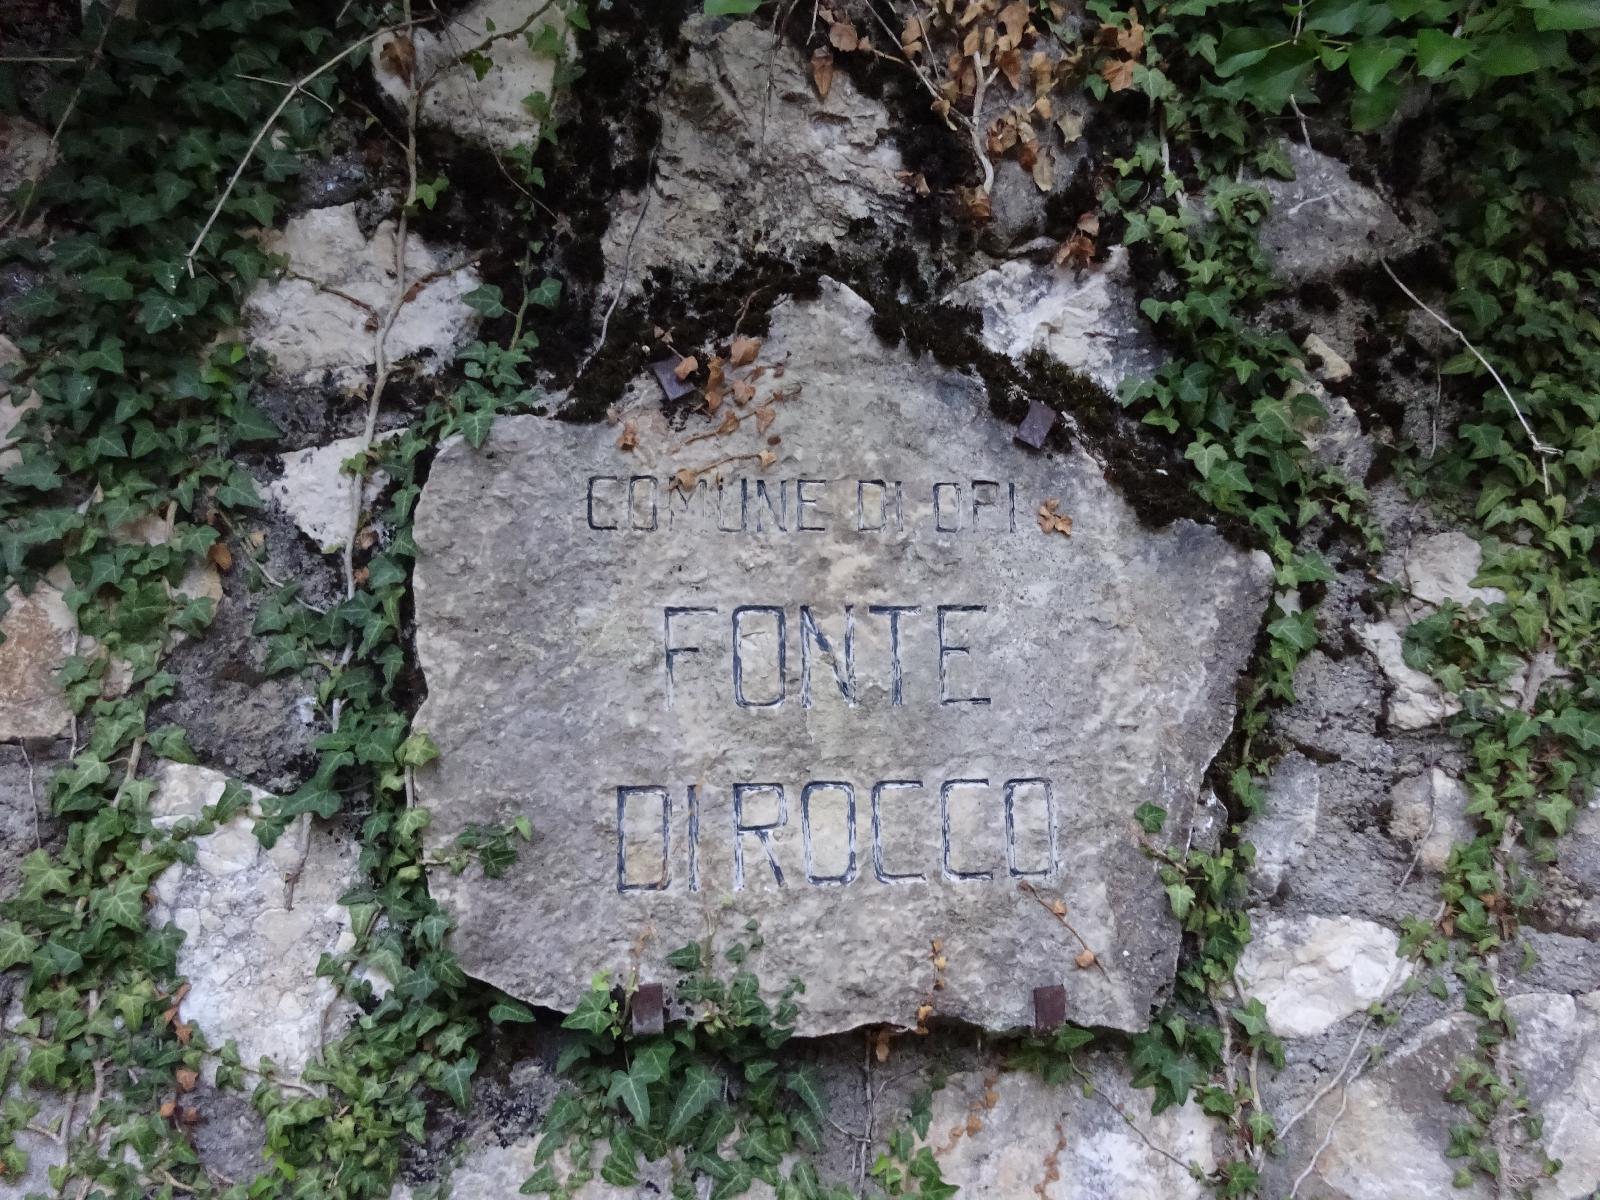 COMUNE DI OPI
FONTE
DI ROCCO